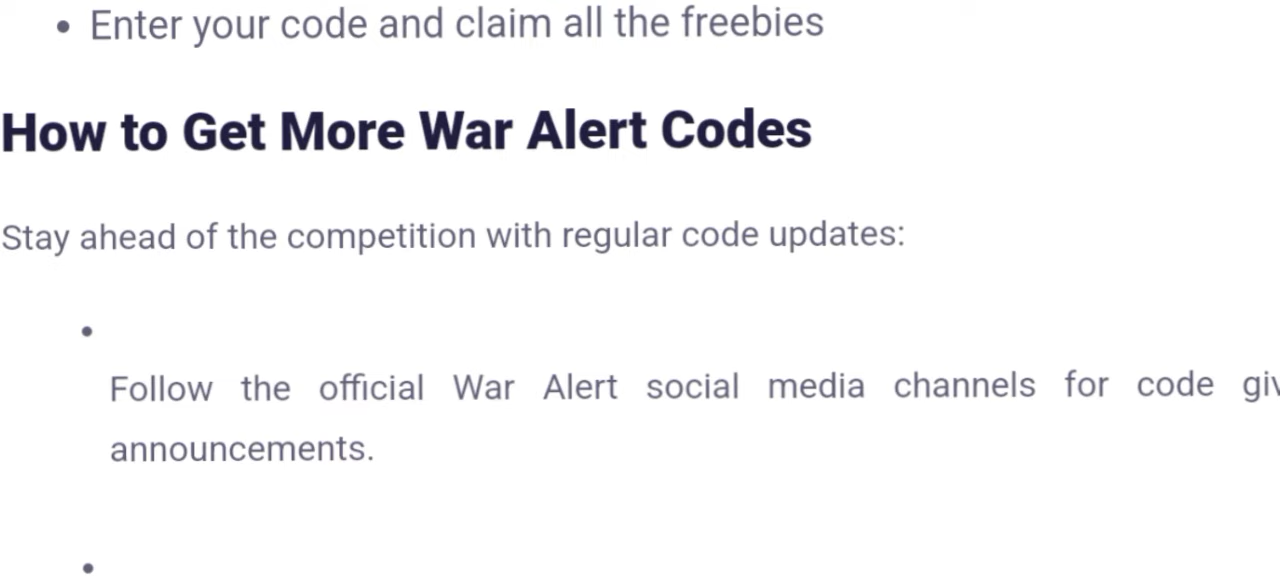 Enter your code and claim all the freebies
How to Get More War Alert Codes
Stay ahead of the competition with regular code updates:
Follow the official War Alert social media channels for code
announcements.